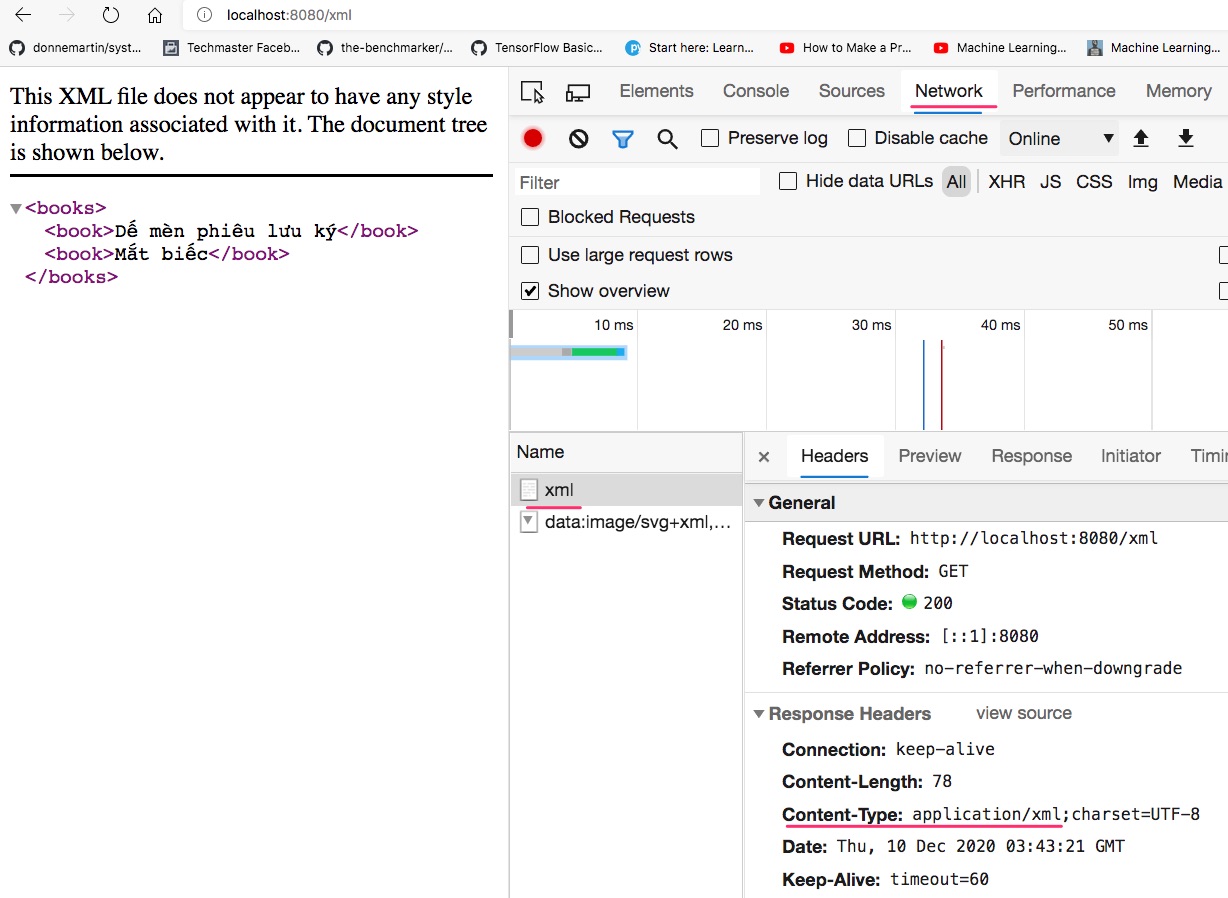 localhost:8080/xml
donnemartin/syst... Techmaster Faceb... the-benchmarker/... TensorFlow Basic... Start here: Learn... How to Make a Pr... Machine Learning... Machine Learning...
This XML file does not appear to have any style
information associated with it. The document tree
is shown below.
<books>
<book>Dế mèn phiêu lưu ký</book>
<book>Mắt biếc</book>
</books>
Elements Console Sources Network Performance Memory
Preserve log Disable cache Online
Filter Hide data URLs All XHR JS CSS Img Media
Blocked Requests
Use large request rows
Show overview
10 ms 20 ms 30 ms 40 ms 50 ms
Name
xml
data:image/svg+xml,...
Headers Preview Response Initiator Timin
General
Request URL: http://localhost:8080/xml
Request Method: GET
Status Code: 200
Remote Address: [::1]:8080
Referrer Policy: no-referrer-when-downgrade
Response Headers view source
Connection: keep-alive
Content-Length: 78
Content-Type: application/xml;charset=UTF-8
Date: Thu, 10 Dec 2020 03:43:21 GMT
Keep-Alive: timeout=60